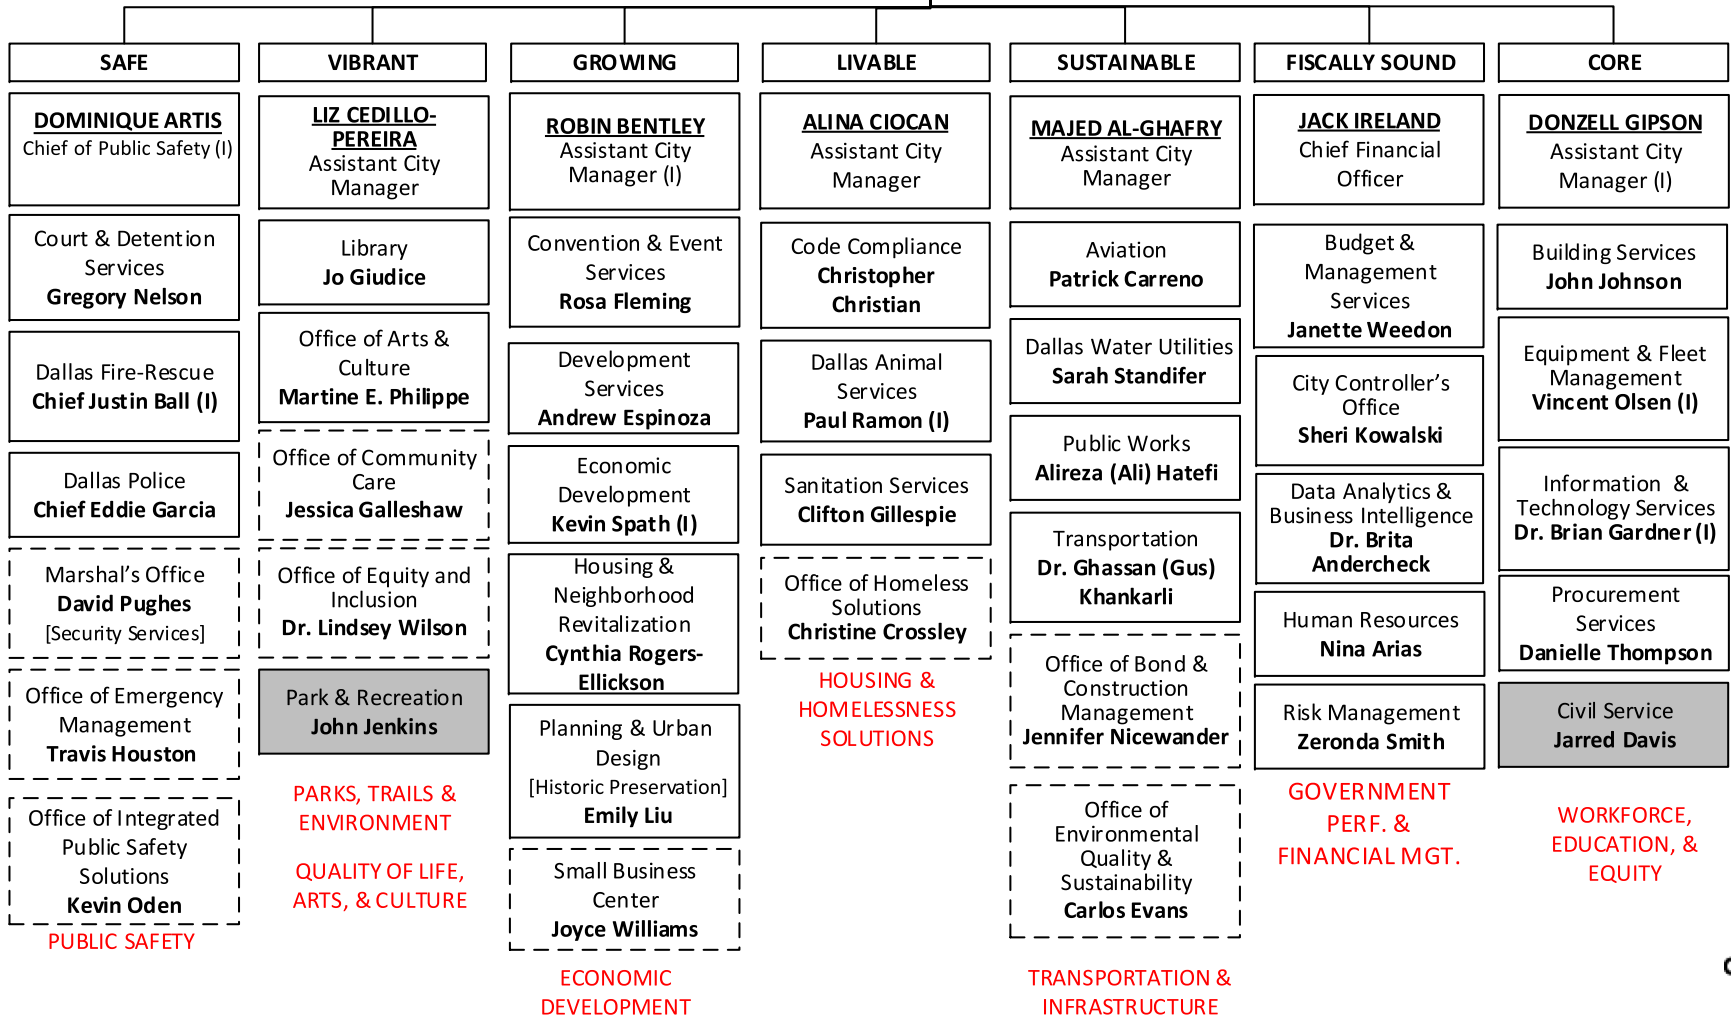 SAFE
DOMINIQUE ARTIS
Chief of Public Safety (I)
Court & Detention
Services
Gregory Nelson
Dallas Fire-Rescue
Chief Justin Ball (I)
Dallas Police
Chief Eddie Garcia
Marshal's Office
David Pughes
[Security Services]
Office of Emergency
Management
Travis Houston
Office of Integrated
Public Safety
Solutions
Kevin Oden
PUBLIC SAFETY
VIBRANT
LIZ CEDILLO-
PEREIRA
Assistant City
Manager
Library
Jo Giudice
Office of Arts &
Culture
Martine E. Philippe
Office of Community
Care
Jessica Galleshaw
Office of Equity and
Inclusion
Dr. Lindsey Wilson
Park & Recreation
John Jenkins
PARKS, TRAILS &
ENVIRONMENT
QUALITY OF LIFE,
ARTS, & CULTURE
GROWING
ROBIN BENTLEY
Assistant City
Manager (I)
Convention & Event
Services
Rosa Fleming
Development
Services
Andrew Espinoza
Economic
Development
Kevin Spath (I)
Housing &
Neighborhood
Revitalization
Cynthia Rogers-
Ellickson
Planning & Urban
Design
[Historic Preservation]
Emily Liu
Small Business
Center
Joyce Williams
ECONOMIC
DEVELOPMENT
LIVABLE
ALINA CIOCAN
Assistant City
Manager
Code Compliance
Christopher
Christian
Dallas Animal
Services
Paul Ramon (I)
Sanitation Services
Clifton Gillespie
Office of Homeless
Solutions
Christine Crossley
HOUSING &
HOMELESSNESS
SOLUTIONS
SUSTAINABLE
MAJED AL-GHAFRY
Assistant City
Manager
Aviation
Patrick Carreno
Dallas Water Utilities
Sarah Standifer
Public Works
Alireza (Ali) Hatefi
Transportation
Dr. Ghassan (Gus)
Khankarli
Office of Bond &
Construction
Management
Jennifer Nicewander
Office of
Environmental
Quality &
Sustainability
Carlos Evans
TRANSPORTATION &
INFRASTRUCTURE
FISCALLY SOUND
JACK IRELAND
Chief Financial
Officer
Budget &
Management
Services
Janette Weedon
City Controller's
Office
Sheri Kowalski
Data Analytics &
Business Intelligence
Dr. Brita
Andercheck
Human Resources
Nina Arias
Risk Management
Zeronda Smith
GOVERNMENT
PERF. &
FINANCIAL MGT.
CORE
DONZELL GIPSON
Assistant City
Manager (I)
Building Services
John Johnson
Equipment & Fleet
Management
Vincent Olsen (I)
Information &
Technology Services
Dr. Brian Gardner (I)
Procurement
Services
Danielle Thompson
Civil Service
Jarred Davis
WORKFORCE,
EDUCATION, &
EQUITY